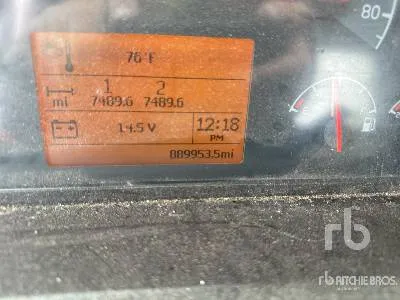 80
76°F
1 2
mi 7489.6 7489.6
14.5 V
12:18
PM
889953.5mi
rb
rb RITCHIE BROS.